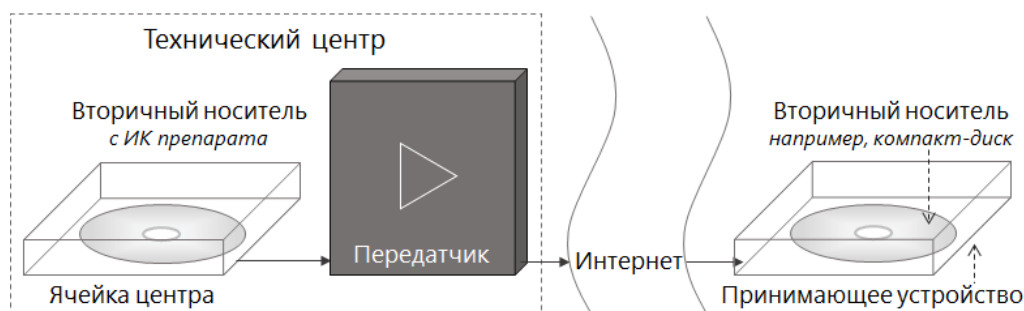 Технический центр
Вторичный носитель
с ИК препарата
Передатчик
Ячейка центра
Интернет
Вторичный носитель
например, компакт-диск
Принимающее устройство